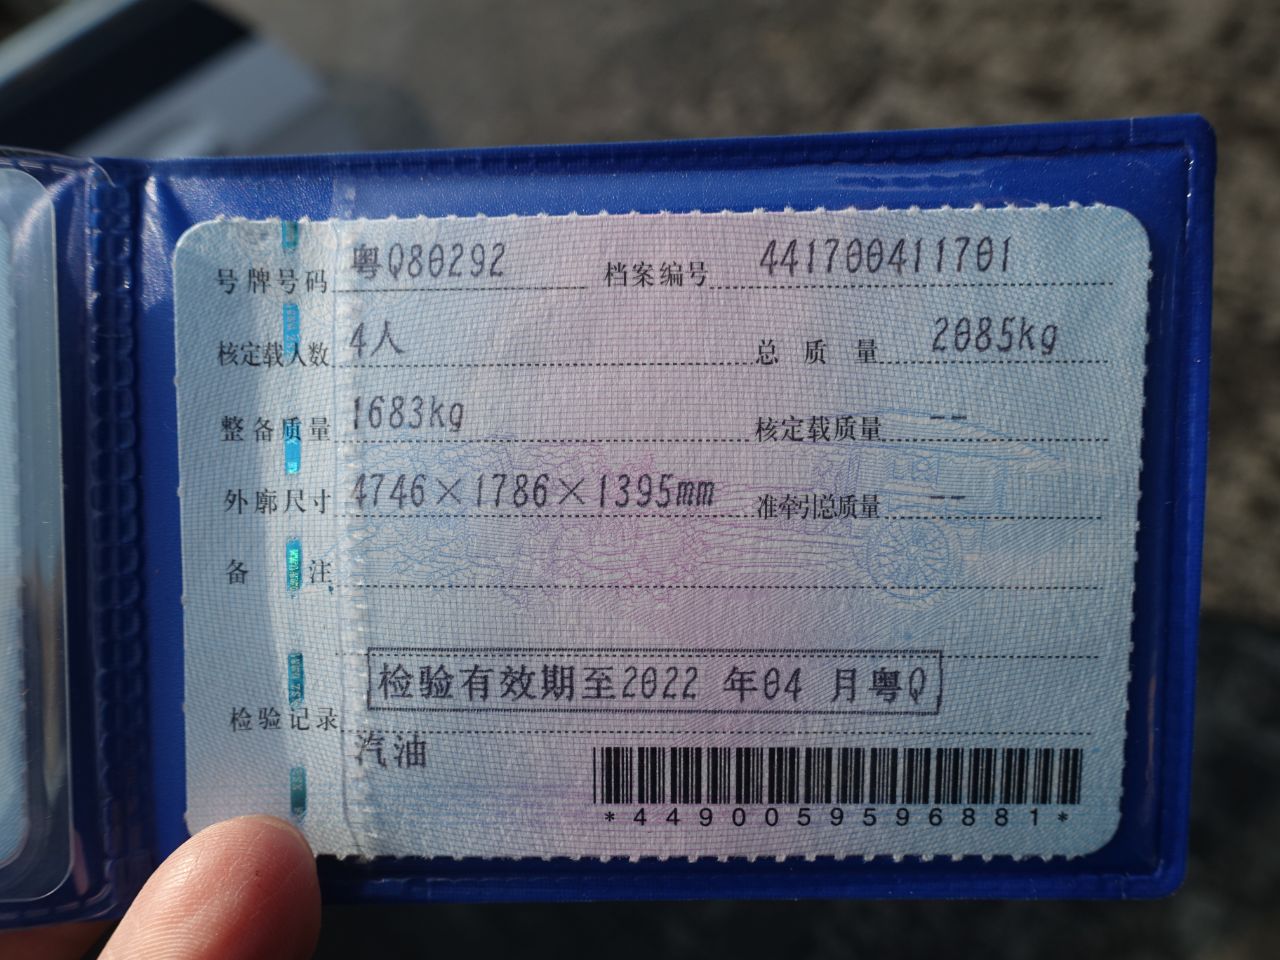 号牌号码 粤Q80292 档案编号 441700411701
核定载人数 4人 总质量 2085kg
整备质量 1683kg 核定载质量 --
外廓尺寸 4746×1786×1395mm 准牵引总质量 --
备注
检验有效期至2022 年04 月粤Q
检验记录
汽油
*4490059596881*